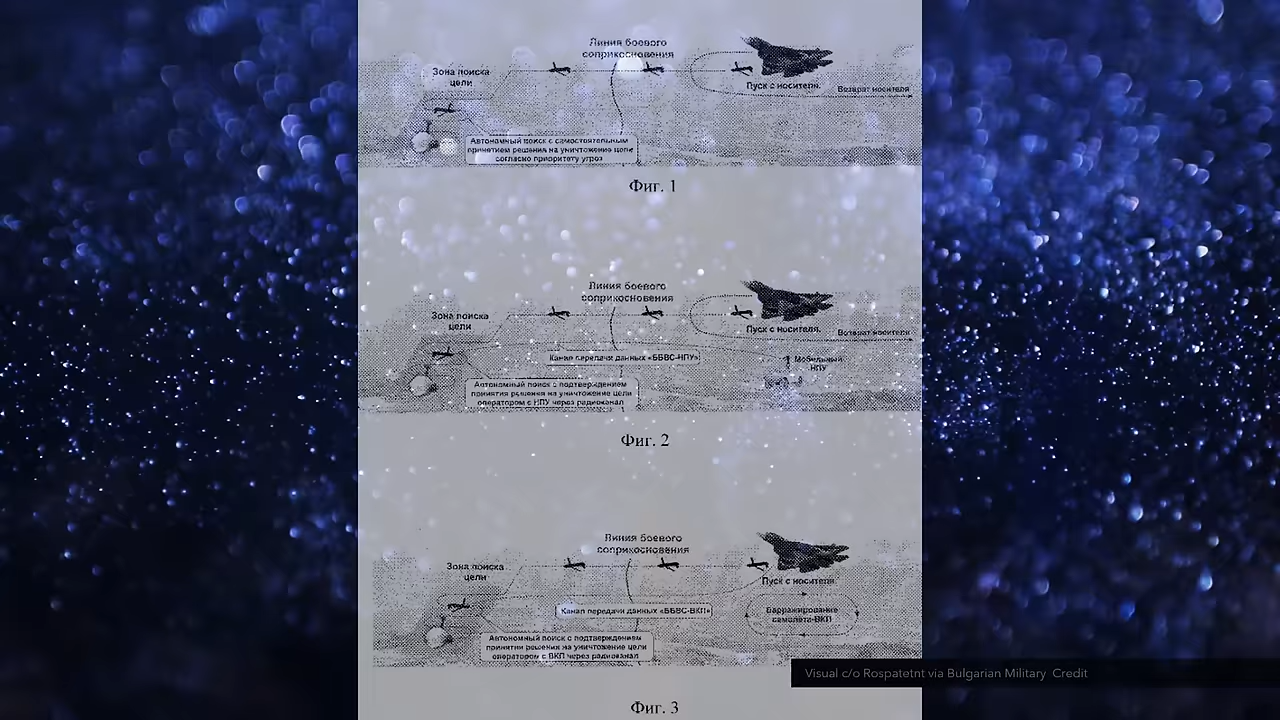 Линия боевого
соприкосновения
Зона поиска
цели
Пуск с носителя.
Возврат носителя
Автономный поиск с самостоятельным
принятием решения на уничтожение цели
согласно приоритету угроз
Фиг. 1
Линия боевого
соприкосновения
Зона поиска
цели
Пуск с носителя.
Возврат носителя
Канал передачи данных «ББВС-НПУ»
Мобильный
НПУ
Автономный поиск с подтверждением
принятия решения на уничтожение цели
оператором с НПУ через радиоканал
Фиг. 2
Линия боевого
соприкосновения
Зона поиска
цели
Пуск с носителя.
Канал передачи данных «ББВС-ВКП»
Барражирование
самолета-ВКП
Автономный поиск с подтверждением
принятия решения на уничтожение цели
оператором с ВКП через радиоканал
Фиг. 3
Visual c/o Rospatetnt via Bulgarian Military Credit